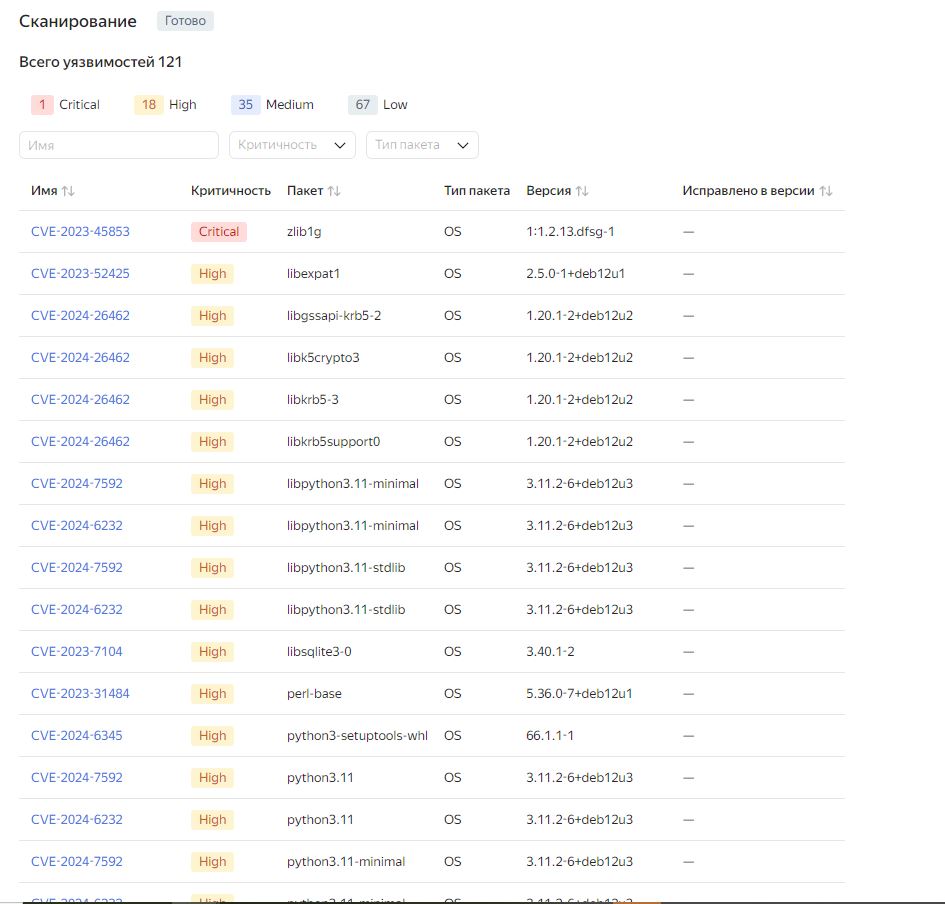 Сканирование Готово
Всего уязвимостей 121
1 Critical 18 High 35 Medium 67 Low
Имя Критичность Тип пакета
Имя Критичность Пакет Тип пакета Версия Исправлено в версии
CVE-2023-45853 Critical zlib1g OS 1:1.2.13.dfsg-1 —
CVE-2023-52425 High libexpat1 OS 2.5.0-1+deb12u1 —
CVE-2024-26462 High libgssapi-krb5-2 OS 1.20.1-2+deb12u2 —
CVE-2024-26462 High libk5crypto3 OS 1.20.1-2+deb12u2 —
CVE-2024-26462 High libkrb5-3 OS 1.20.1-2+deb12u2 —
CVE-2024-26462 High libkrb5support0 OS 1.20.1-2+deb12u2 —
CVE-2024-7592 High libpython3.11-minimal OS 3.11.2-6+deb12u3 —
CVE-2024-6232 High libpython3.11-minimal OS 3.11.2-6+deb12u3 —
CVE-2024-7592 High libpython3.11-stdlib OS 3.11.2-6+deb12u3 —
CVE-2024-6232 High libpython3.11-stdlib OS 3.11.2-6+deb12u3 —
CVE-2023-7104 High libsqlite3-0 OS 3.40.1-2 —
CVE-2023-31484 High perl-base OS 5.36.0-7+deb12u1 —
CVE-2024-6345 High python3-setuptools-whl OS 66.1.1-1 —
CVE-2024-7592 High python3.11 OS 3.11.2-6+deb12u3 —
CVE-2024-6232 High python3.11 OS 3.11.2-6+deb12u3 —
CVE-2024-7592 High python3.11-minimal OS 3.11.2-6+deb12u3 —